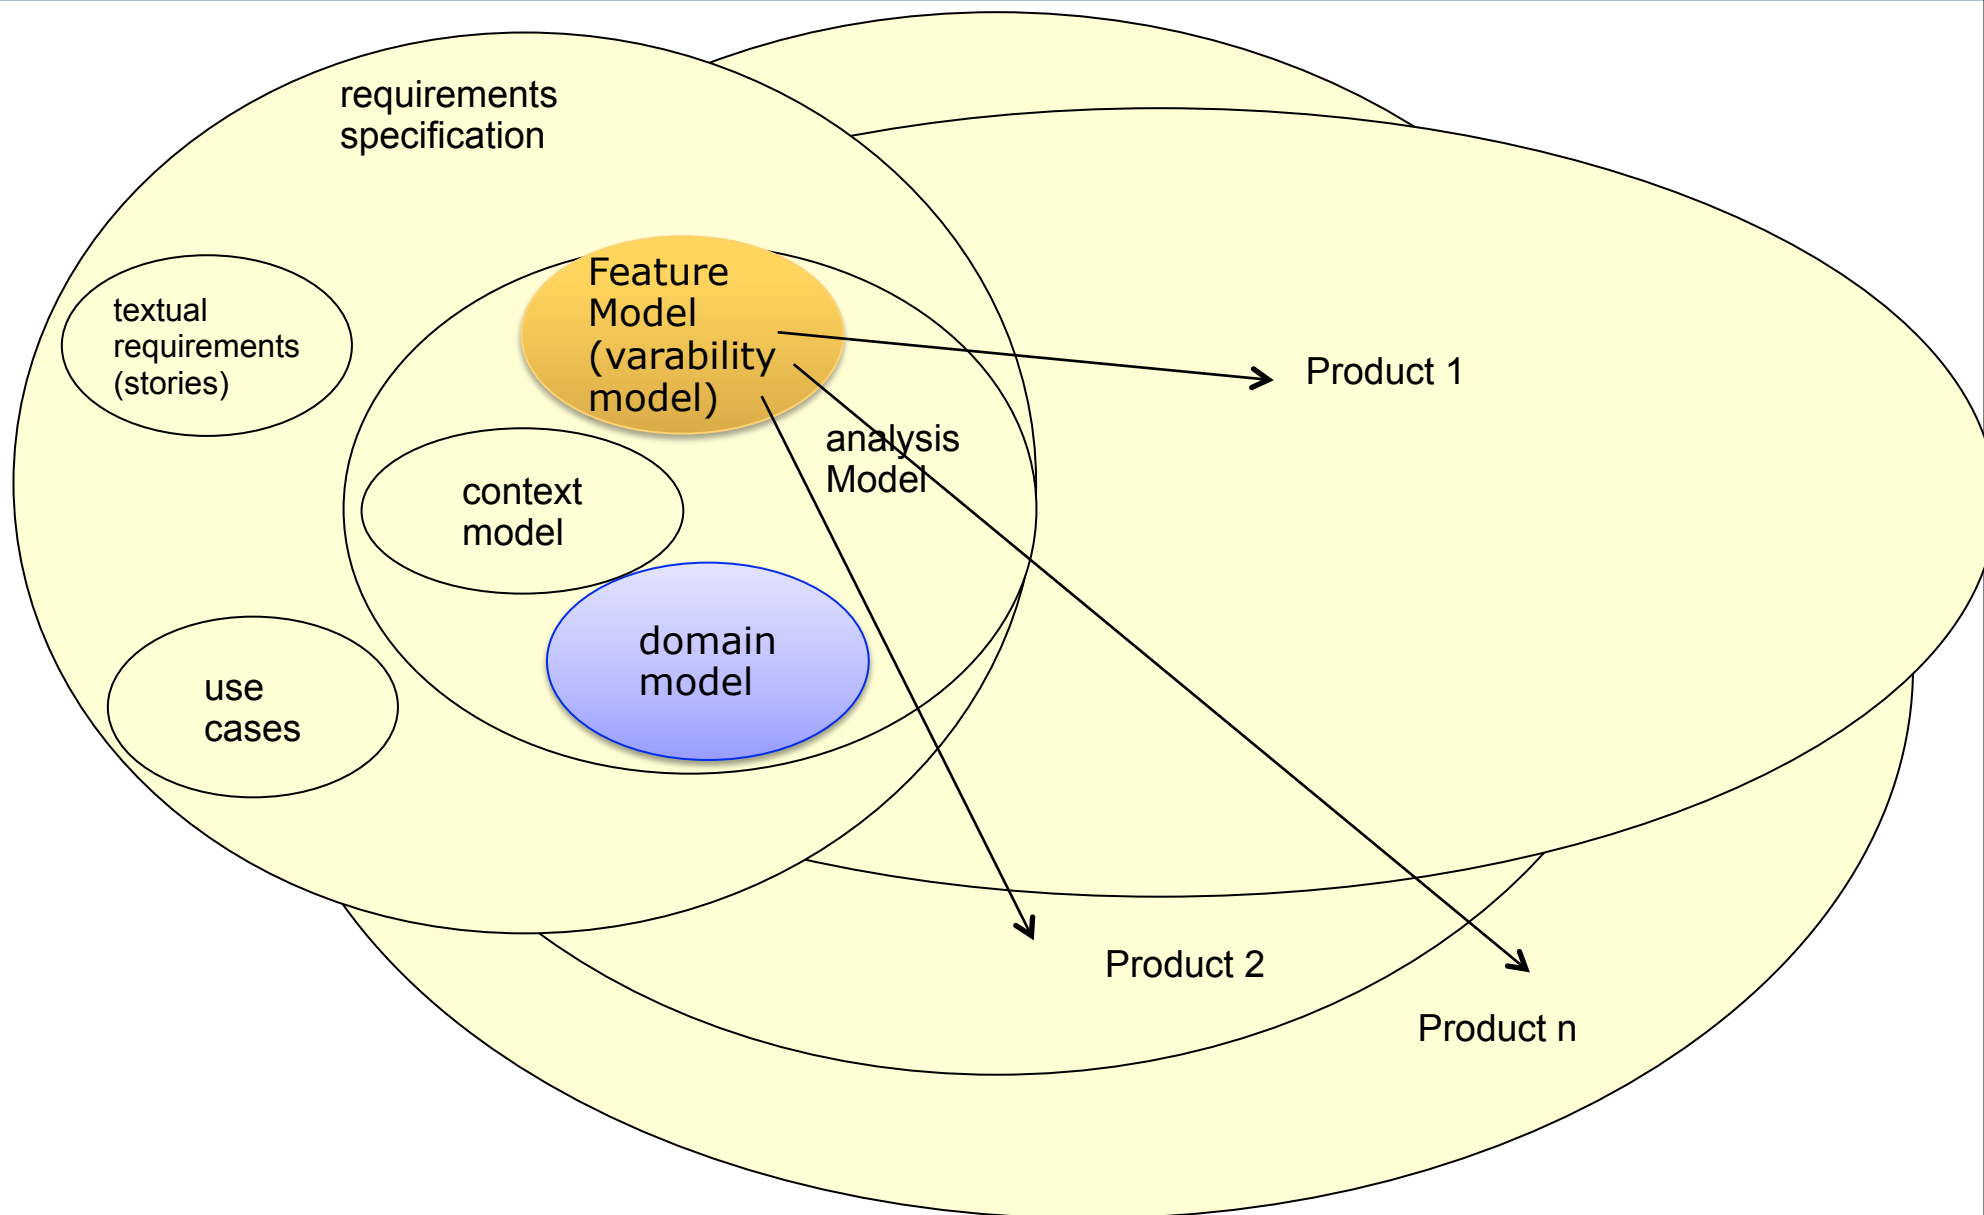 requirements
specification
textual
requirements
(stories)
Feature
Model
(varability
model)
Product 1
analysis
Model
context
model
domain
model
use
cases
Product 2
Product n